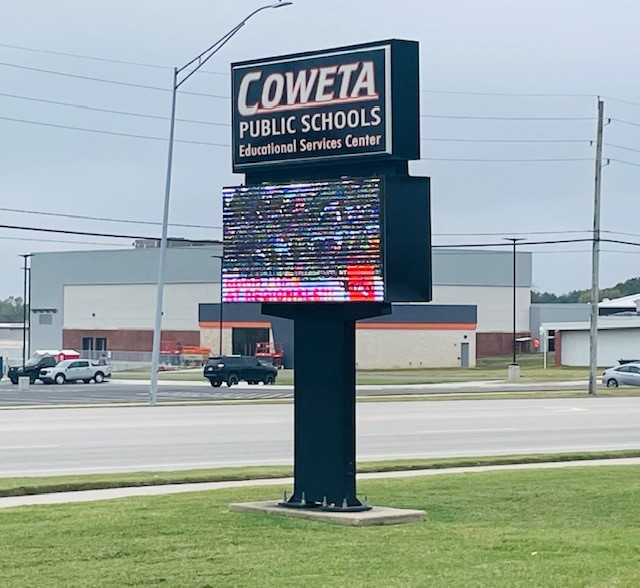 COWETA
PUBLIC SCHOOLS
Educational Services Center